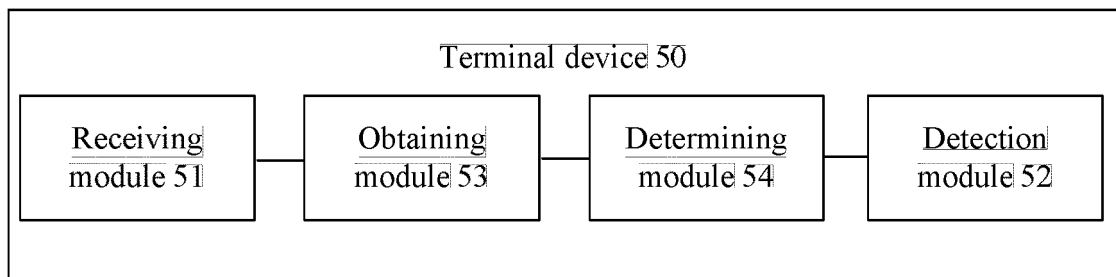 Terminal device 50
Receiving
module 51
Obtaining
module 53
Determining
module 54
Detection
module 52